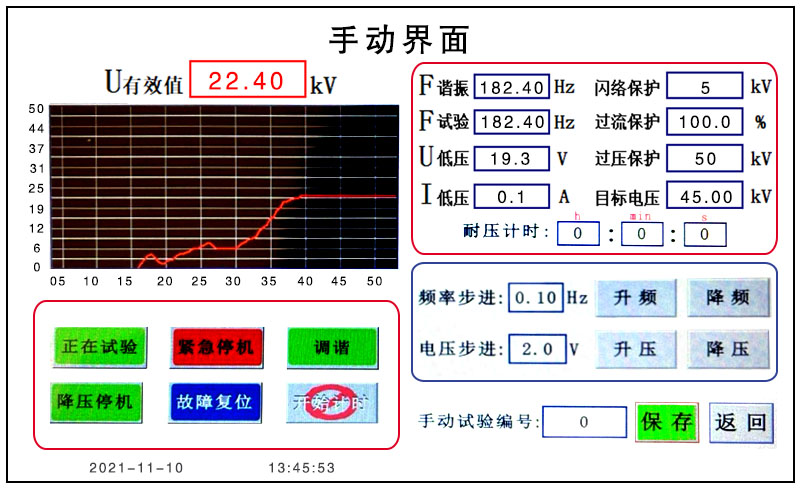 手动界面
U有效值 22.40 kV
50
44
37
31
25
19
12
6
0
05 10 15 20 25 30 35 40 45 50
F谐振 182.40 Hz 闪络保护 5 kV
F试验 182.40 Hz 过流保护 100.0 %
U低压 19.3 V 过压保护 50 kV
I低压 0.1 A 目标电压 45.00 kV
h min s
耐压计时: 0 : 0 : 0
频率步进: 0.10 Hz 升频 降频
电压步进: 2.0 V 升压 降压
正在试验 紧急停机 调谐
降压停机 故障复位 开始计时
手动试验编号: 0 保存 返回
2021-11-10 13:45:53